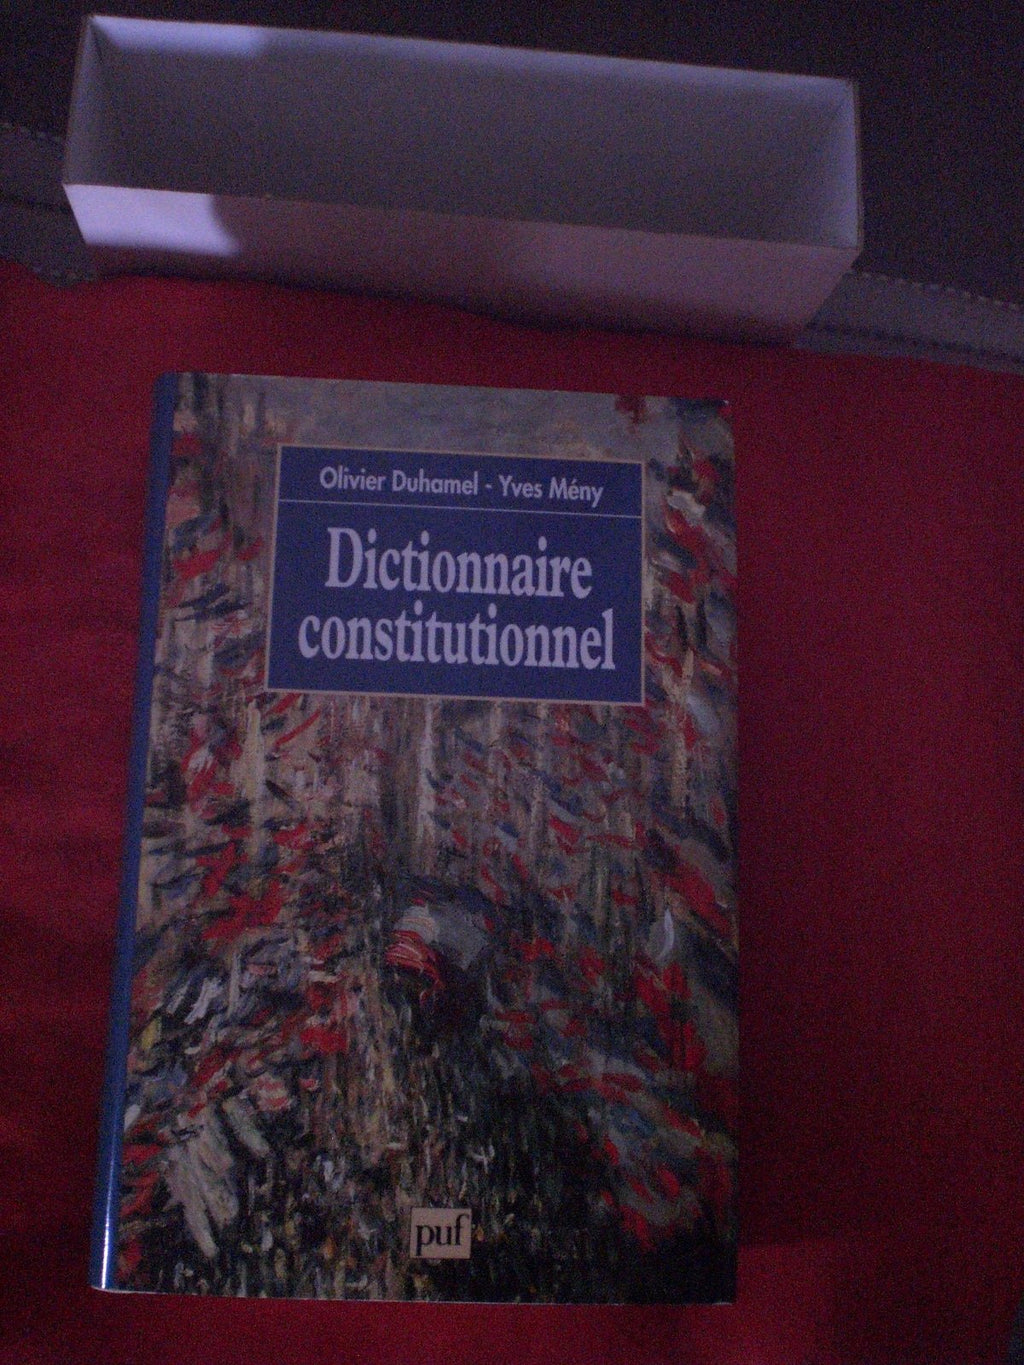 Olivier Duhamel - Yves Mény
Dictionnaire
constitutionnel
puf